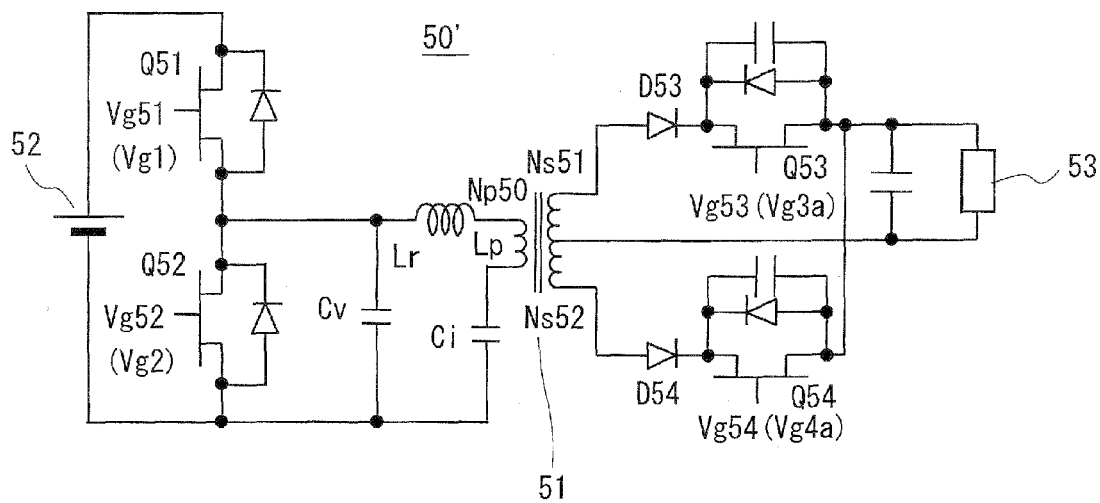 50'
Q51
Vg51
(Vg1)
52
Q52
Vg52
(Vg2)
Cv
Lr
Np50
Lp
Ci
Ns51
Ns52
51
D53
Q53
Vg53(Vg3a)
53
D54
Q54
Vg54(Vg4a)